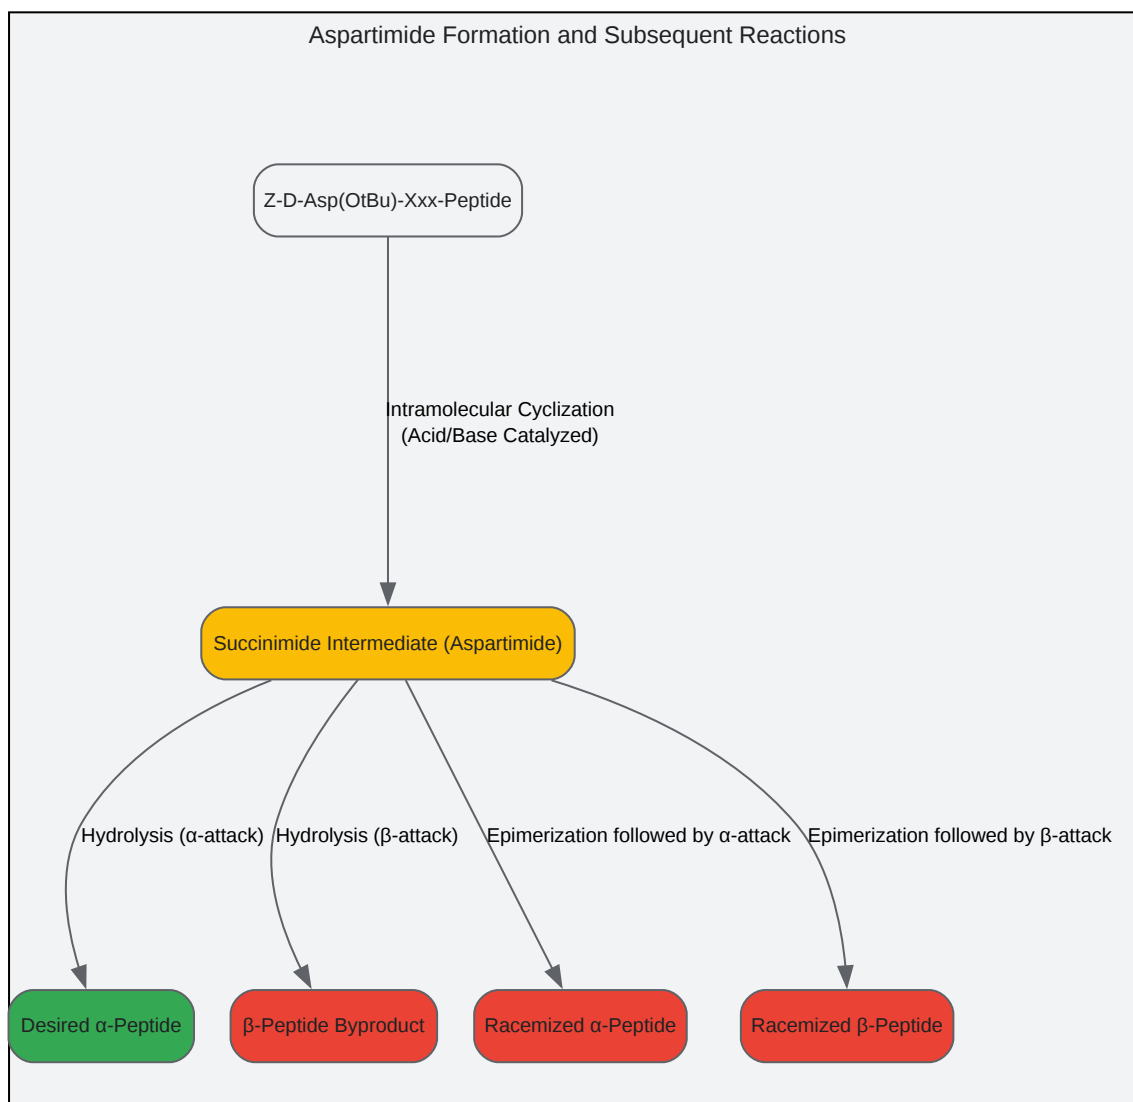 Aspartimide Formation and Subsequent Reactions
Z-D-Asp(OtBu)-Xxx-Peptide
Intramolecular Cyclization
(Acid/Base Catalyzed)
Succinimide Intermediate (Aspartimide)
Hydrolysis (α-attack)
Hydrolysis (β-attack)
Epimerization followed by α-attack
Epimerization followed by β-attack
Desired α-Peptide
β-Peptide Byproduct
Racemized α-Peptide
Racemized β-Peptide